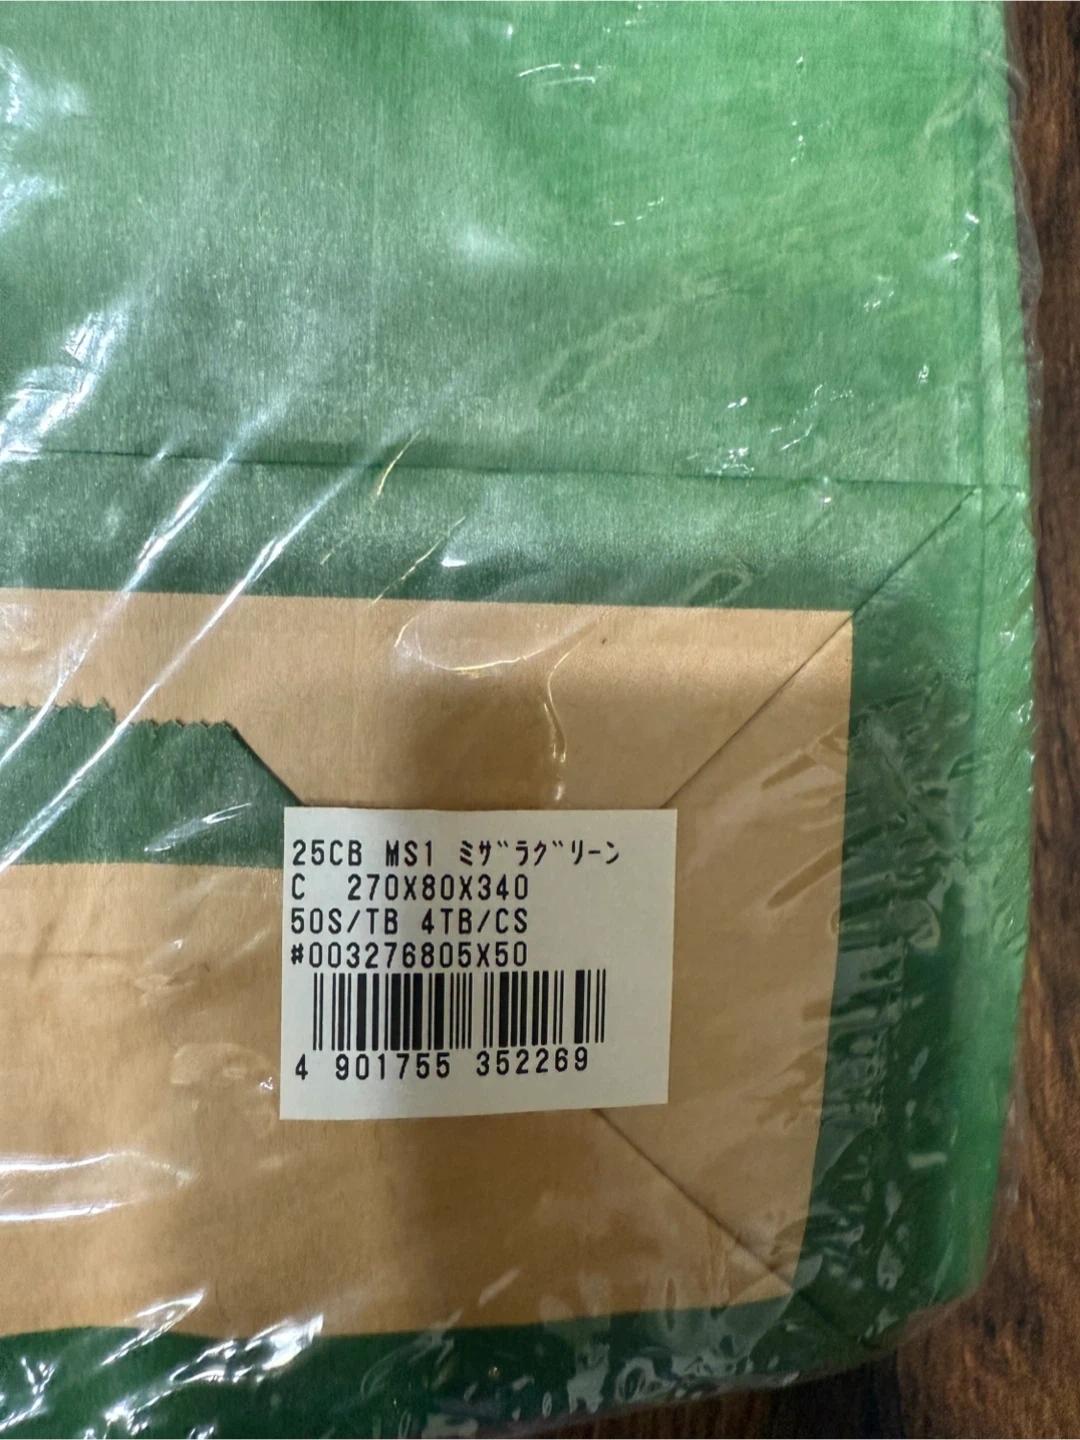 25CB MS1 ﾐｻﾞﾗｸﾞﾘｰﾝ
C 270X80X340
50S/TB 4TB/CS
#003276805X50
4 901755 352269